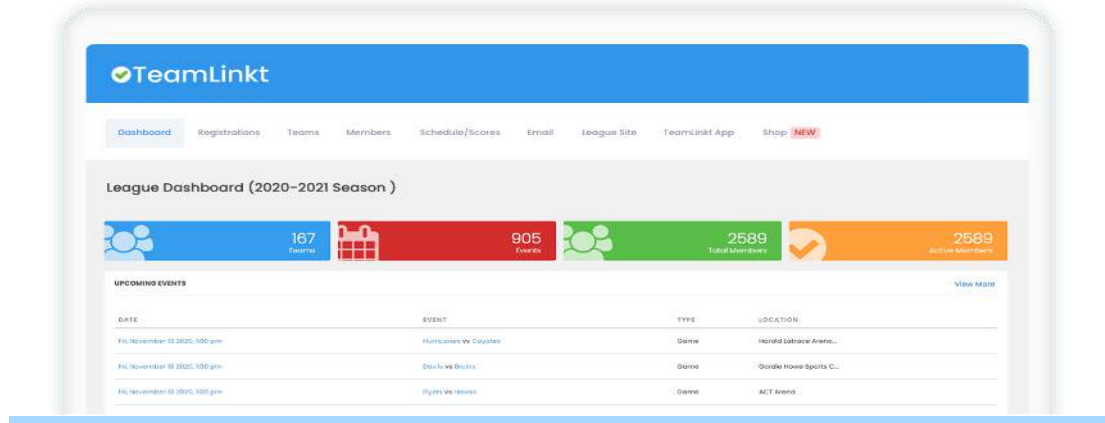 TeamLinkt
Dashboard Registrations Teams Members Schedule/Scores Email League Site TeamLinkt App Shop NEW
League Dashboard (2020-2021 Season )
167 905 2589 2589
Teams Events Total Members Active Members
UPCOMING EVENTS View More
DATE EVENT TYPE LOCATION
Fri, November 13 2020, 1:00 pm Hurricanes vs Coyotes Game Harold Latrace Arena...
Fri, November 13 2020, 1:00 pm Devils vs Bruins Game Gordie Howe Sports C...
Fri, November 13 2020, 1:00 pm Flyers vs Hawks Game ACT Arena